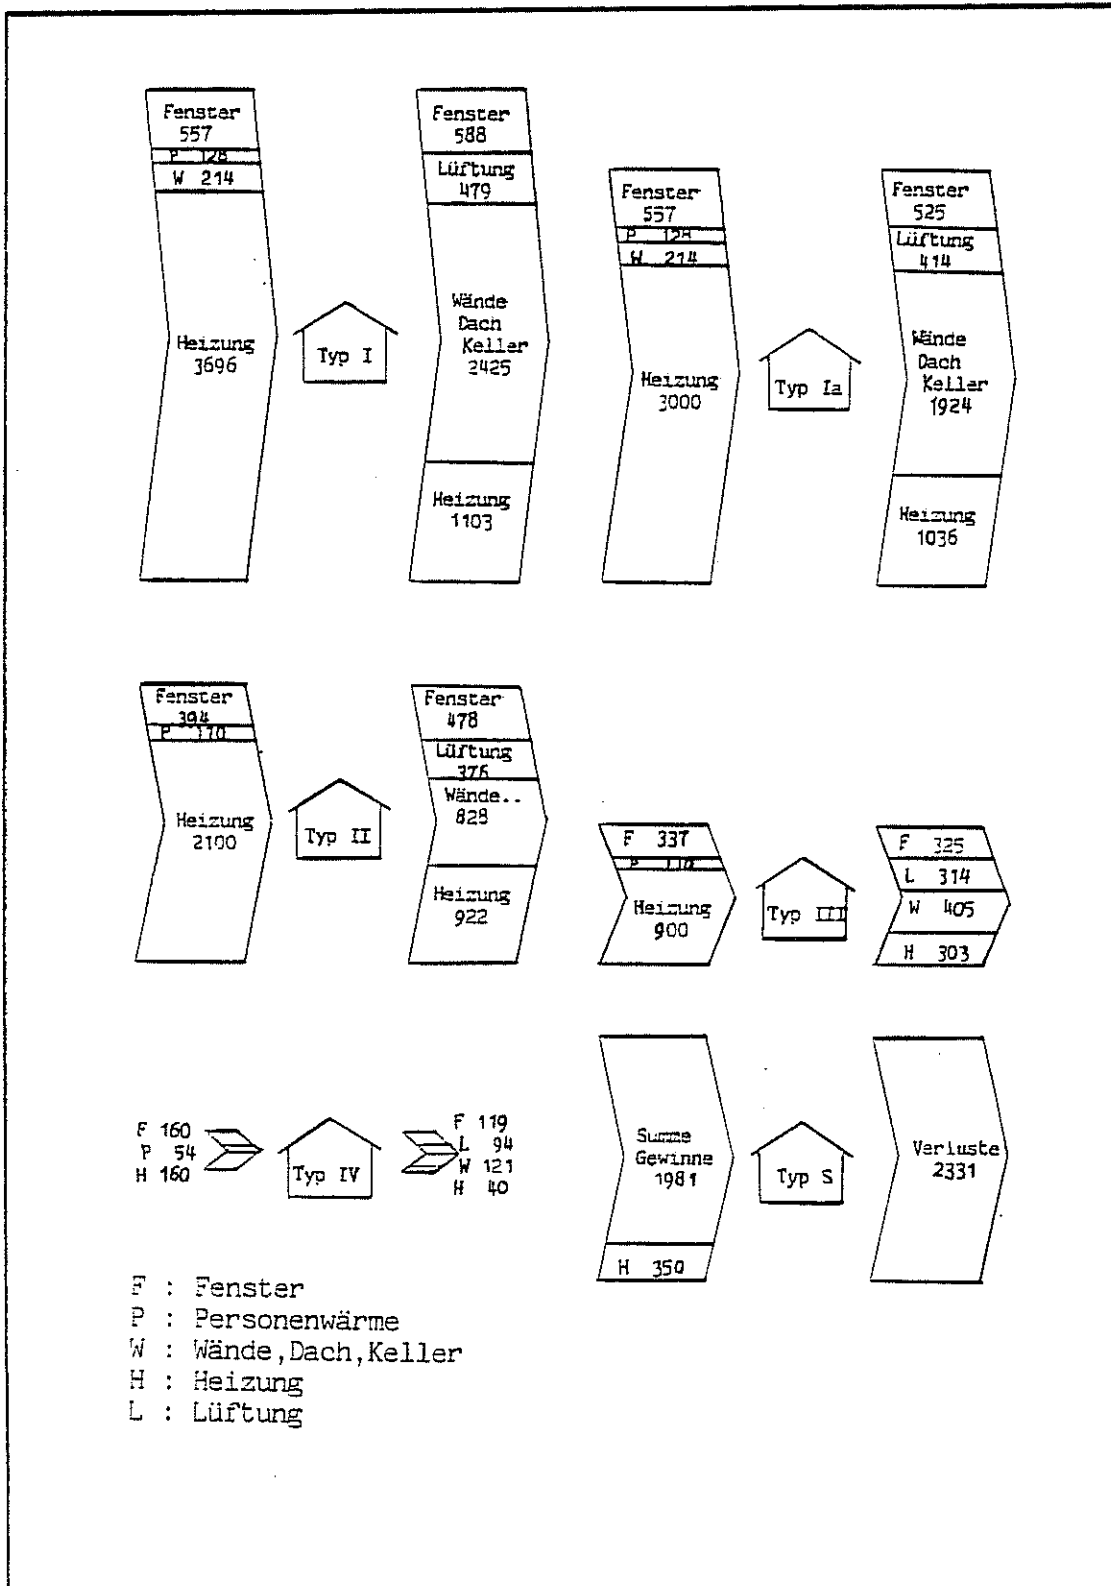 Fenster
557
P 128
W 214
Heizung
3696
Typ I
Fenster
588
Lüftung
479
Wände
Dach
Keller
2425
Heizung
1103
Fenster
557
P 128
W 214
Heizung
3000
Typ Ia
Fenster
525
Lüftung
414
Wände
Dach
Keller
1924
Heizung
1036
Fenster
394
P 110
Heizung
2100
Typ II
Fenster
478
Lüftung
376
Wände..
828
Heizung
922
F 337
P 110
Heizung
900
Typ III
F 325
L 314
W 405
H 303
F 160
P 54
H 160
Typ IV
F 119
L 94
W 121
H 40
Summe
Gewinne
1981
H 350
Typ S
Verluste
2331
F : Fenster
P : Personenwärme
W : Wände,Dach,Keller
H : Heizung
L : Lüftung